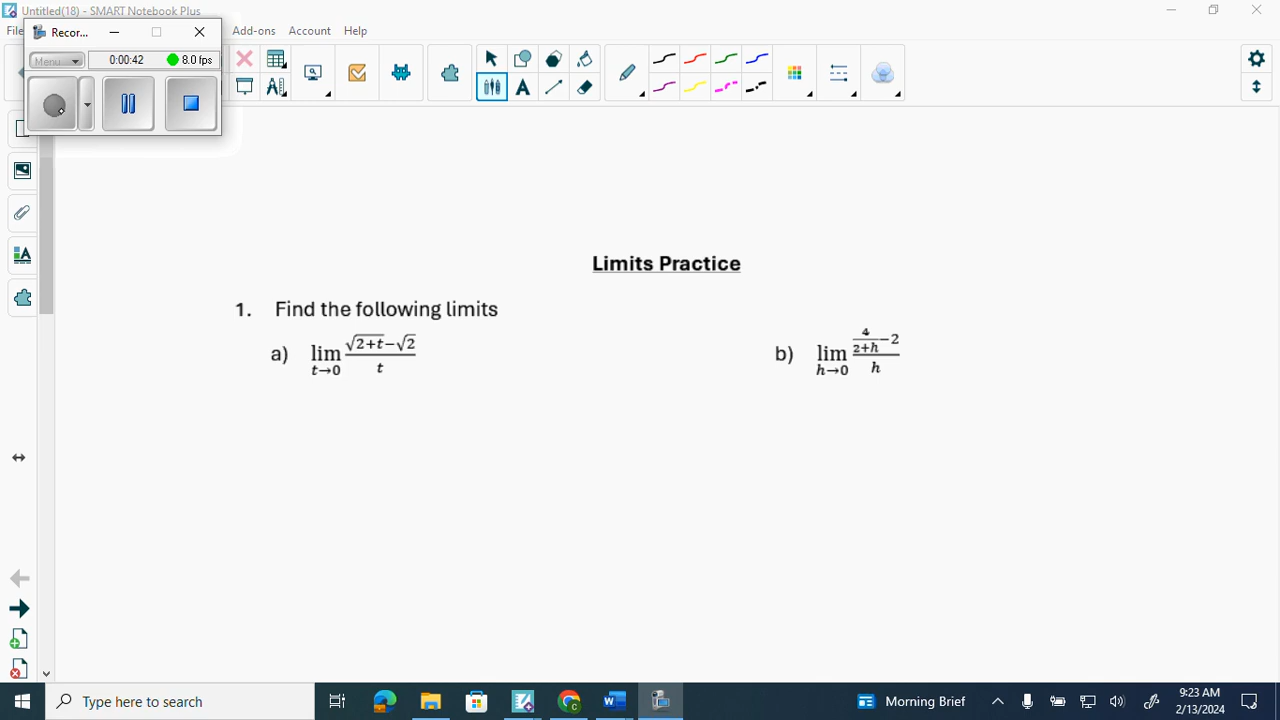 Untitled(18) - SMART Notebook Plus
File
Add-ons Account Help
Recor...
Menu
0:00:42 8.0 fps
Limits Practice
1. Find the following limits
a) lim t→0 (√2+t − √2)/t b) lim h→0 (4/(2+h) − 2)/h
Type here to search
Morning Brief
9:23 AM
2/13/2024